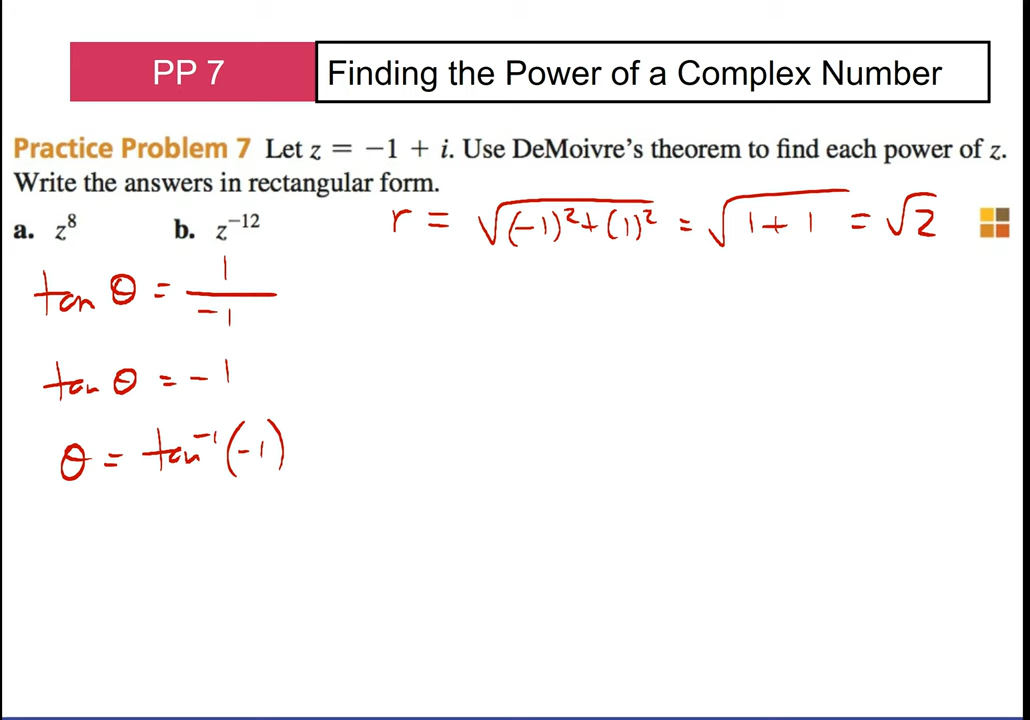 PP 7
Finding the Power of a Complex Number
Practice Problem 7 Let z = −1 + i. Use DeMoivre's theorem to find each power of z.
Write the answers in rectangular form.
a. z⁸ b. z⁻¹²
r = √((-1)² + (1)²) = √(1 + 1) = √2
tan θ = 1/-1
tan θ = -1
θ = tan⁻¹(-1)